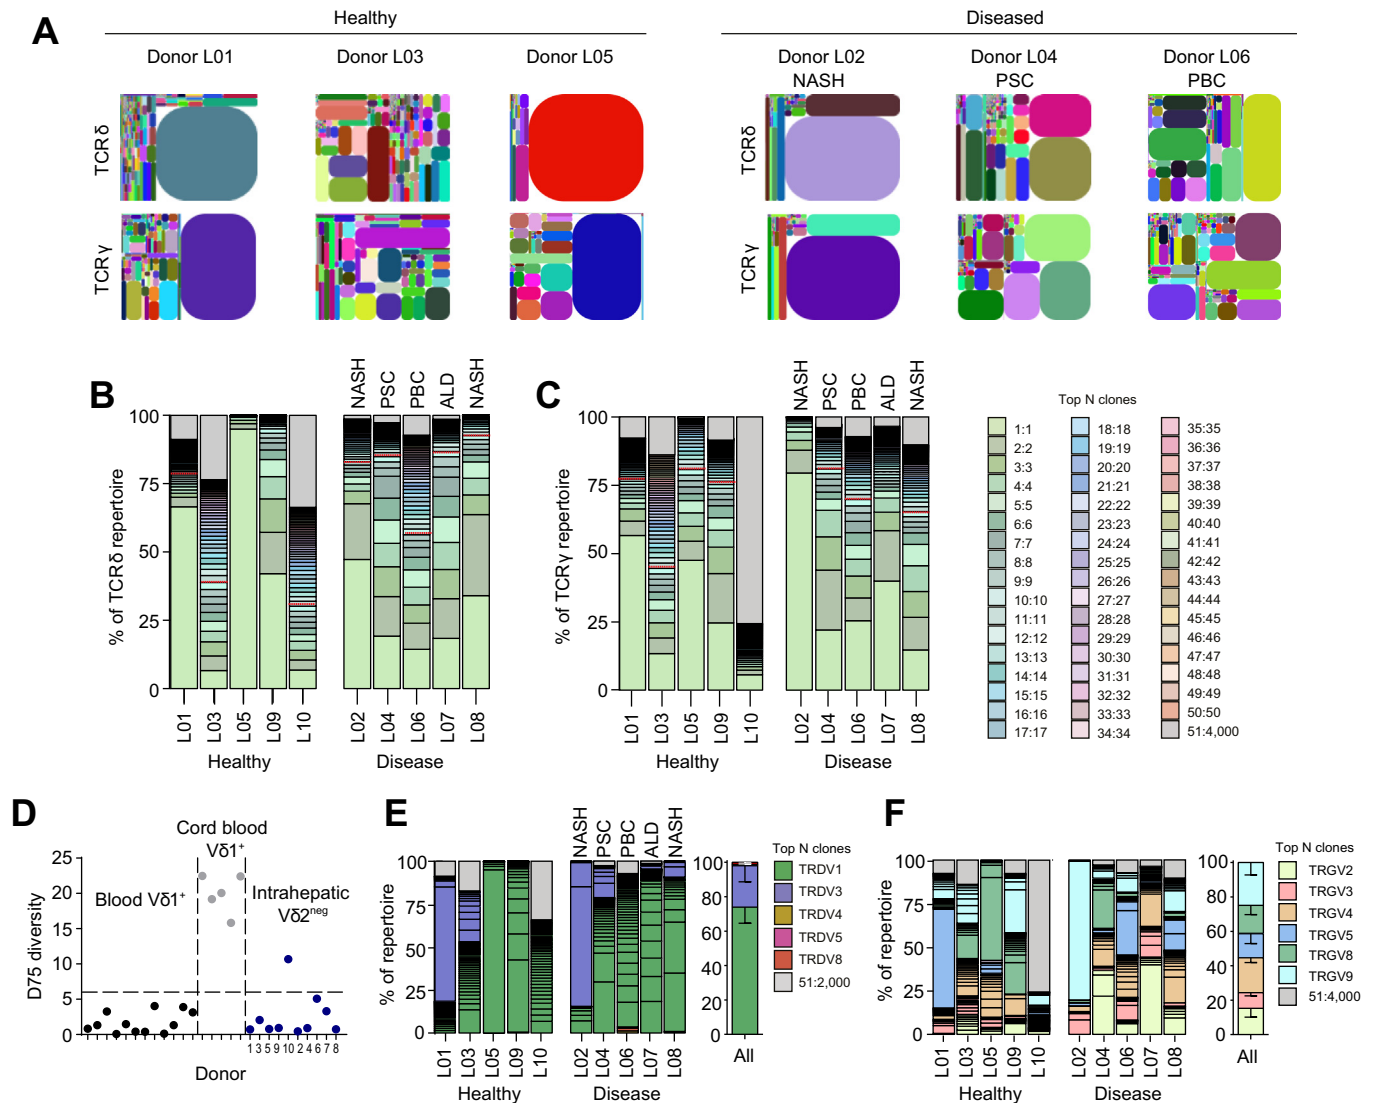 A
Healthy
Diseased
Donor L01
Donor L03
Donor L05
Donor L02
NASH
Donor L04
PSC
Donor L06
PBC
TCRδ
TCRδ
TCRγ
TCRγ
B
NASH
PSC
PBC
ALD
NASH
% of TCRδ repertoire
100
75
50
25
0
L01
L03
L05
L09
L10
L02
L04
L06
L07
L08
Healthy
Disease
C
NASH
PSC
PBC
ALD
NASH
% of TCRγ repertoire
100
75
50
25
0
L01
L03
L05
L09
L10
L02
L04
L06
L07
L08
Healthy
Disease
Top N clones
1:1
2:2
3:3
4:4
5:5
6:6
7:7
8:8
9:9
10:10
11:11
12:12
13:13
14:14
15:15
16:16
17:17
18:18
19:19
20:20
21:21
22:22
23:23
24:24
25:25
26:26
27:27
28:28
29:29
30:30
31:31
32:32
33:33
34:34
35:35
36:36
37:37
38:38
39:39
40:40
41:41
42:42
43:43
44:44
45:45
46:46
47:47
48:48
49:49
50:50
51:4,000
D
Cord blood
Vδ1+
Blood Vδ1+
Intrahepatic
Vδ2neg
D75 diversity
25
20
15
10
5
0
1 3 5 9 10 2 4 6 7 8
Donor
E
NASH
PSC
PBC
ALD
NASH
% of repertoire
100
75
50
25
0
L01
L03
L05
L09
L10
L02
L04
L06
L07
L08
Healthy
Disease
100
80
60
40
20
0
All
Top N clones
TRDV1
TRDV3
TRDV4
TRDV5
TRDV8
51:2,000
F
% of repertoire
100
75
50
25
0
L01
L03
L05
L09
L10
L02
L04
L06
L07
L08
Healthy
Disease
100
80
60
40
20
0
All
Top N clones
TRGV2
TRGV3
TRGV4
TRGV5
TRGV8
TRGV9
51:4,000